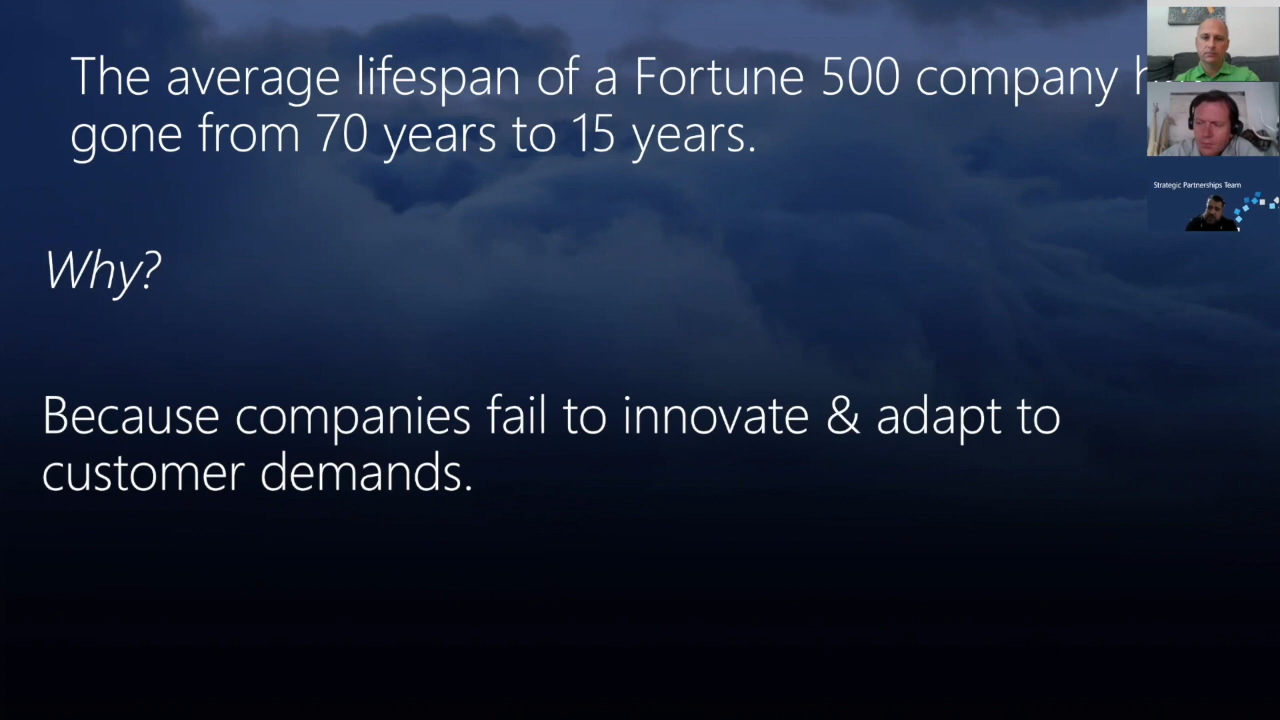 The average lifespan of a Fortune 500 company
gone from 70 years to 15 years.
Why?
Because companies fail to innovate & adapt to
customer demands.
Strategic Partnerships Team